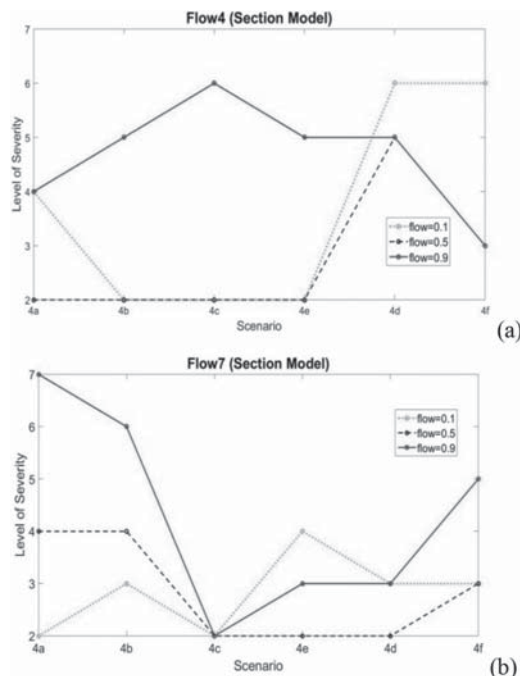 Flow4 (Section Model)
7
6
5
4
3
2
Level of Severity
4a 4b 4c 4e 4d 4f
Scenario
flow=0.1
flow=0.5
flow=0.9
(a)
Flow7 (Section Model)
7
6
5
4
3
2
Level of Severity
4a 4b 4c 4e 4d 4f
Scenario
flow=0.1
flow=0.5
flow=0.9
(b)